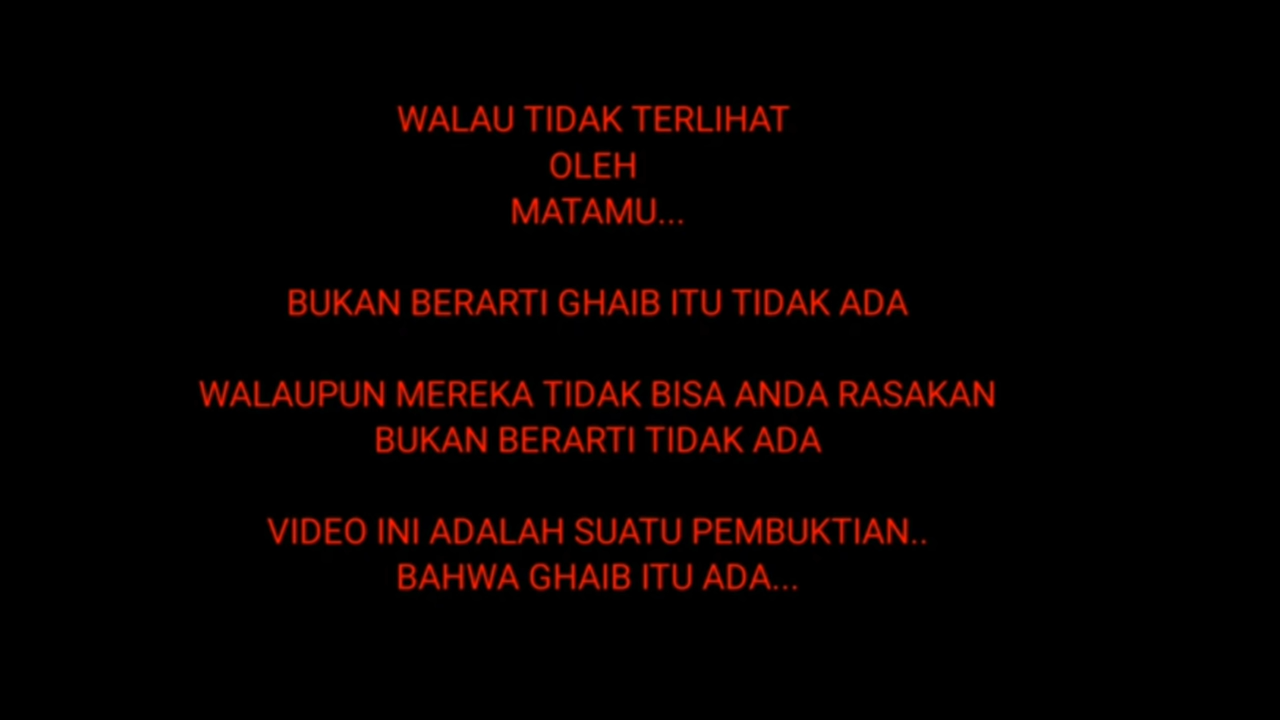 WALAU TIDAK TERLIHAT
OLEH
MATAMU...
BUKAN BERARTI GHAIB ITU TIDAK ADA
WALAUPUN MEREKA TIDAK BISA ANDA RASAKAN
BUKAN BERARTI TIDAK ADA
VIDEO INI ADALAH SUATU PEMBUKTIAN..
BAHWA GHAIB ITU ADA...